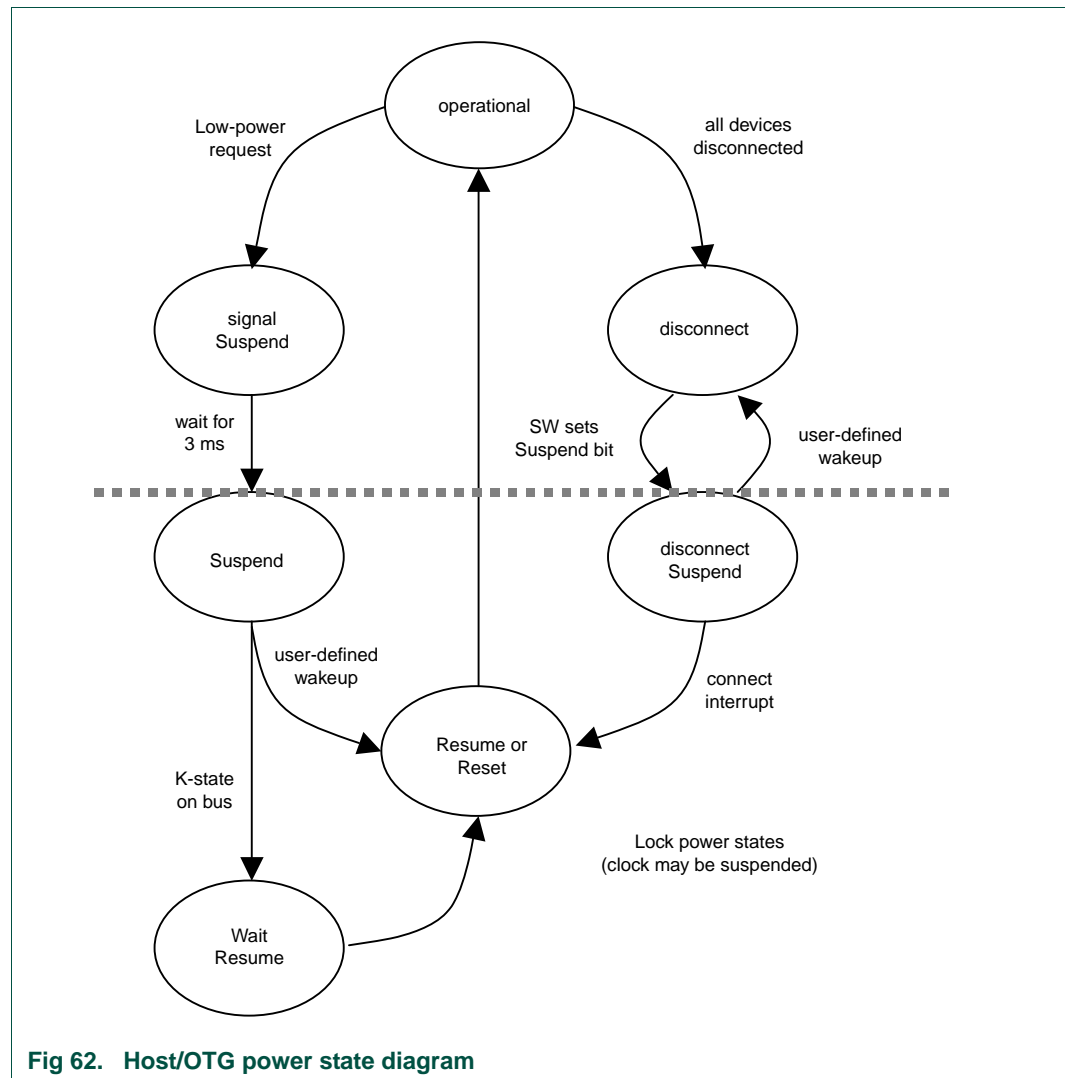 operational
Low-power
request
all devices
disconnected
signal
Suspend
disconnect
wait for
3 ms
SW sets
Suspend bit
user-defined
wakeup
Suspend
disconnect
Suspend
user-defined
wakeup
connect
interrupt
Resume or
Reset
K-state
on bus
Lock power states
(clock may be suspended)
Wait
Resume
Fig 62. Host/OTG power state diagram